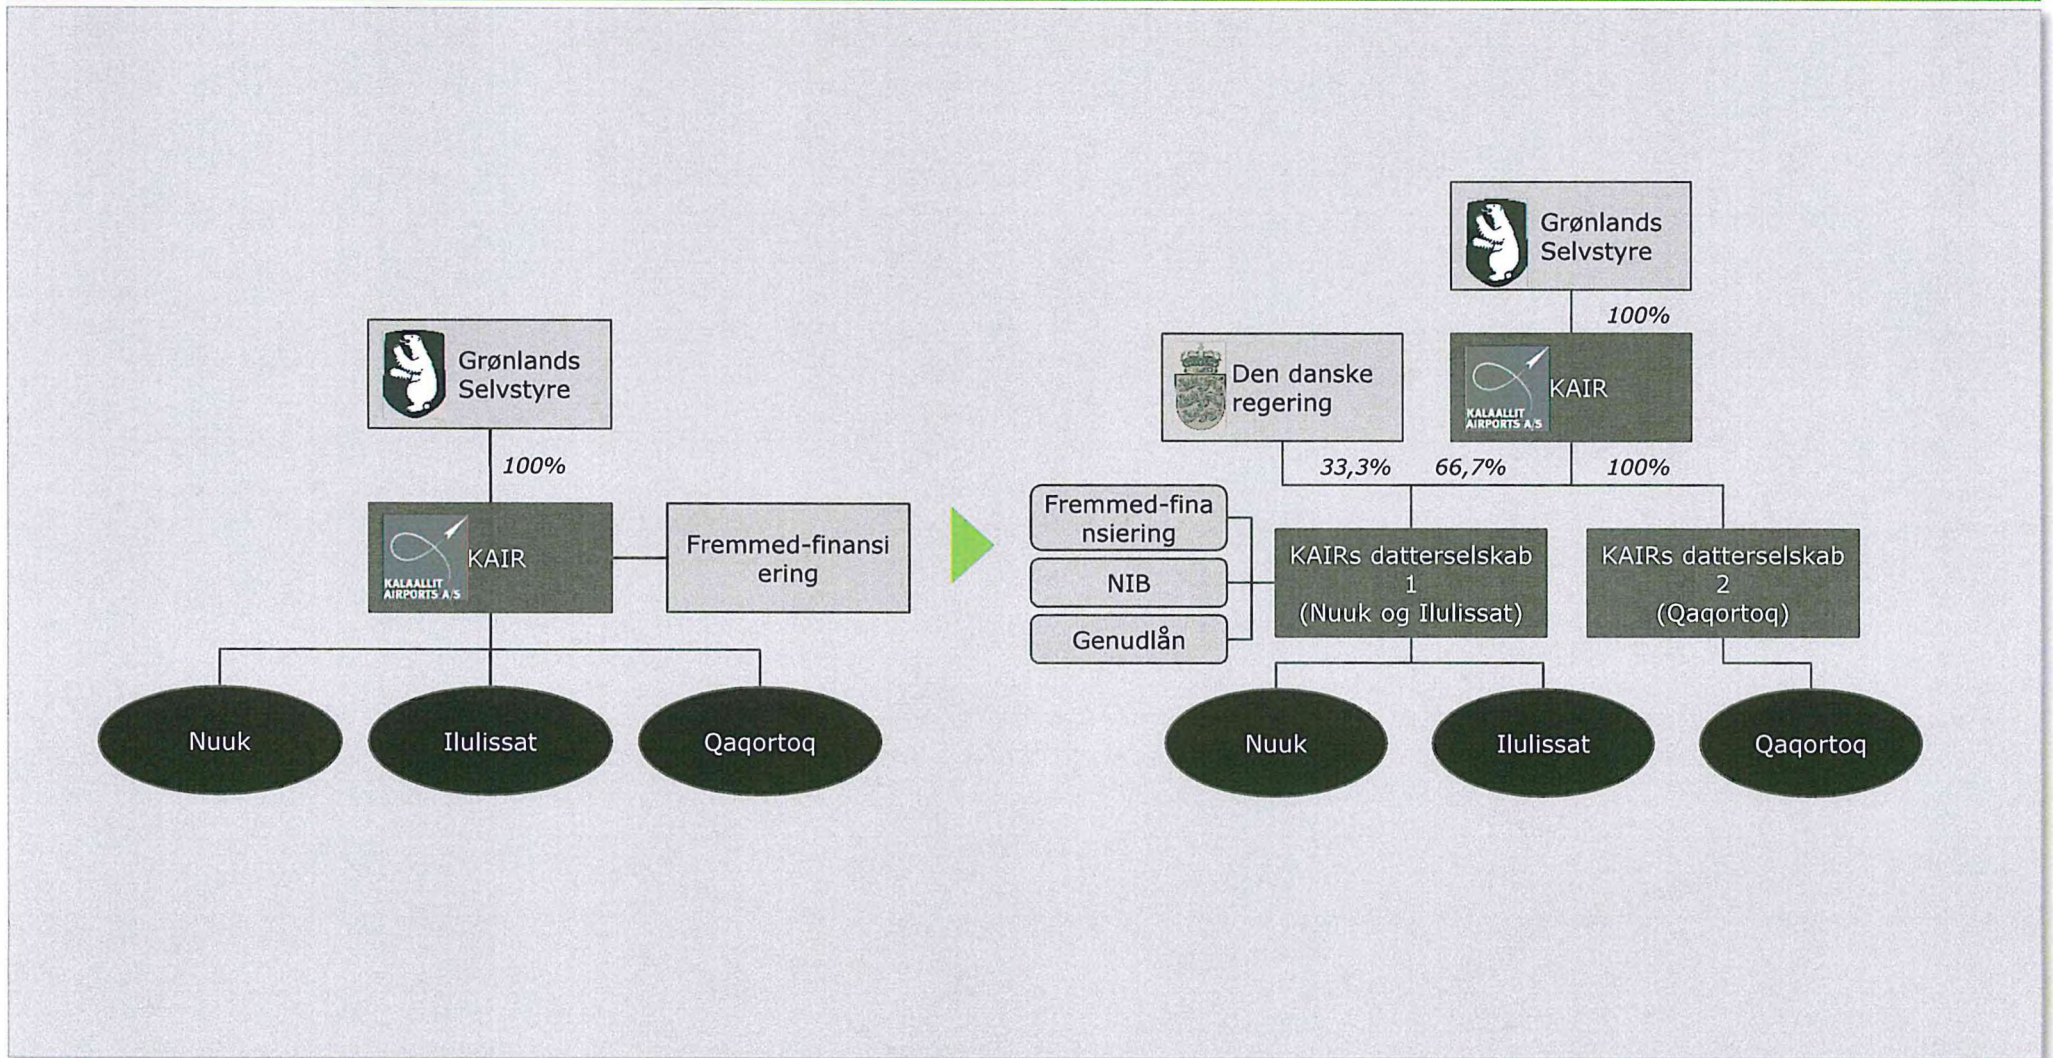 Grønlands
Selvstyre
100%
KALAALLIT
AIRPORTS A/S
KAIR
Fremmed-finansi
ering
Nuuk
Ilulissat
Qaqortoq
Grønlands
Selvstyre
100%
Den danske
regering
KALAALLIT
AIRPORTS A/S
KAIR
33,3%
66,7%
100%
Fremmed-fina
nsiering
NIB
Genudlån
KAIRs datterselskab
1
(Nuuk og Ilulissat)
KAIRs datterselskab
2
(Qaqortoq)
Nuuk
Ilulissat
Qaqortoq